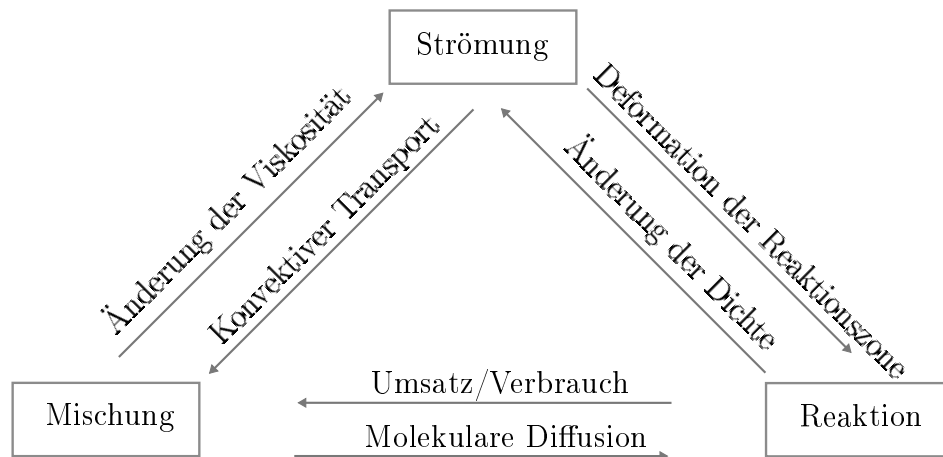 Strömung
Änderung der Viskosität
Konvektiver Transport
Änderung der Dichte
Deformation der Reaktionszone
Umsatz/Verbrauch
Mischung
Reaktion
Molekulare Diffusion